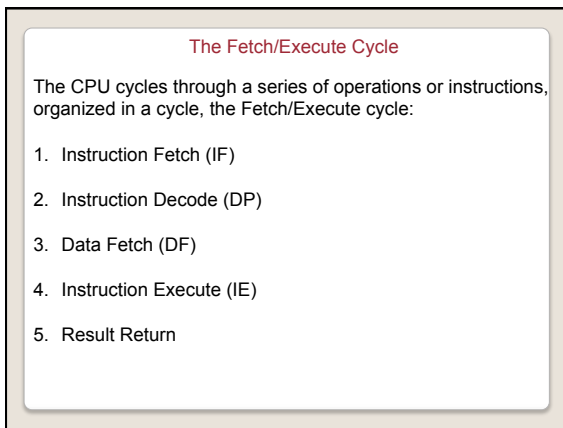 The Fetch/Execute Cycle
The CPU cycles through a series of operations or instructions,
organized in a cycle, the Fetch/Execute cycle:
1. Instruction Fetch (IF)
2. Instruction Decode (DP)
3. Data Fetch (DF)
4. Instruction Execute (IE)
5. Result Return